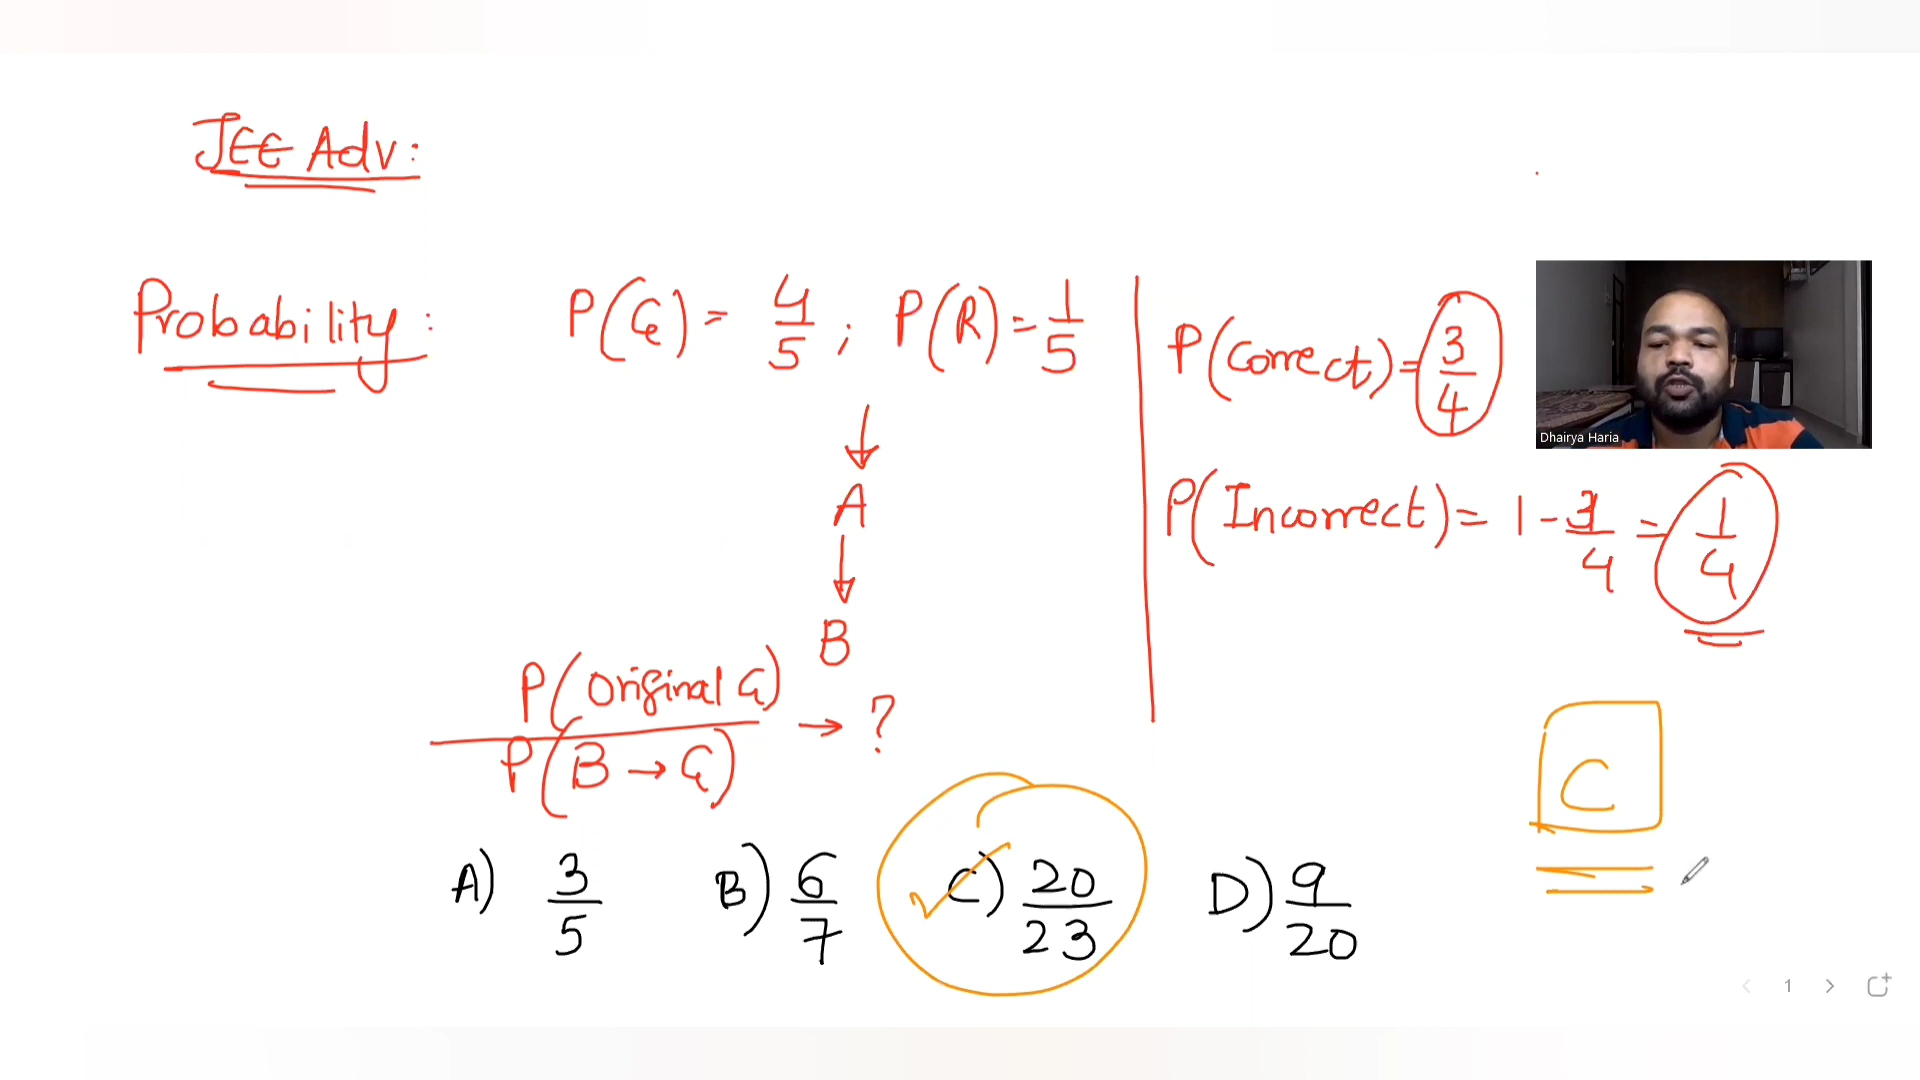 JEE Adv:
Probability: P(G) = 4/5 ; P(R) = 1/5
P(Correct) = 3/4
Dhairya Haria
A
P(Incorrect) = 1 - 3/4 = 1/4
B
P(Original G) / P(B → G) → ?
C
A) 3/5 B) 6/7 C) 20/23 D) 9/20
1